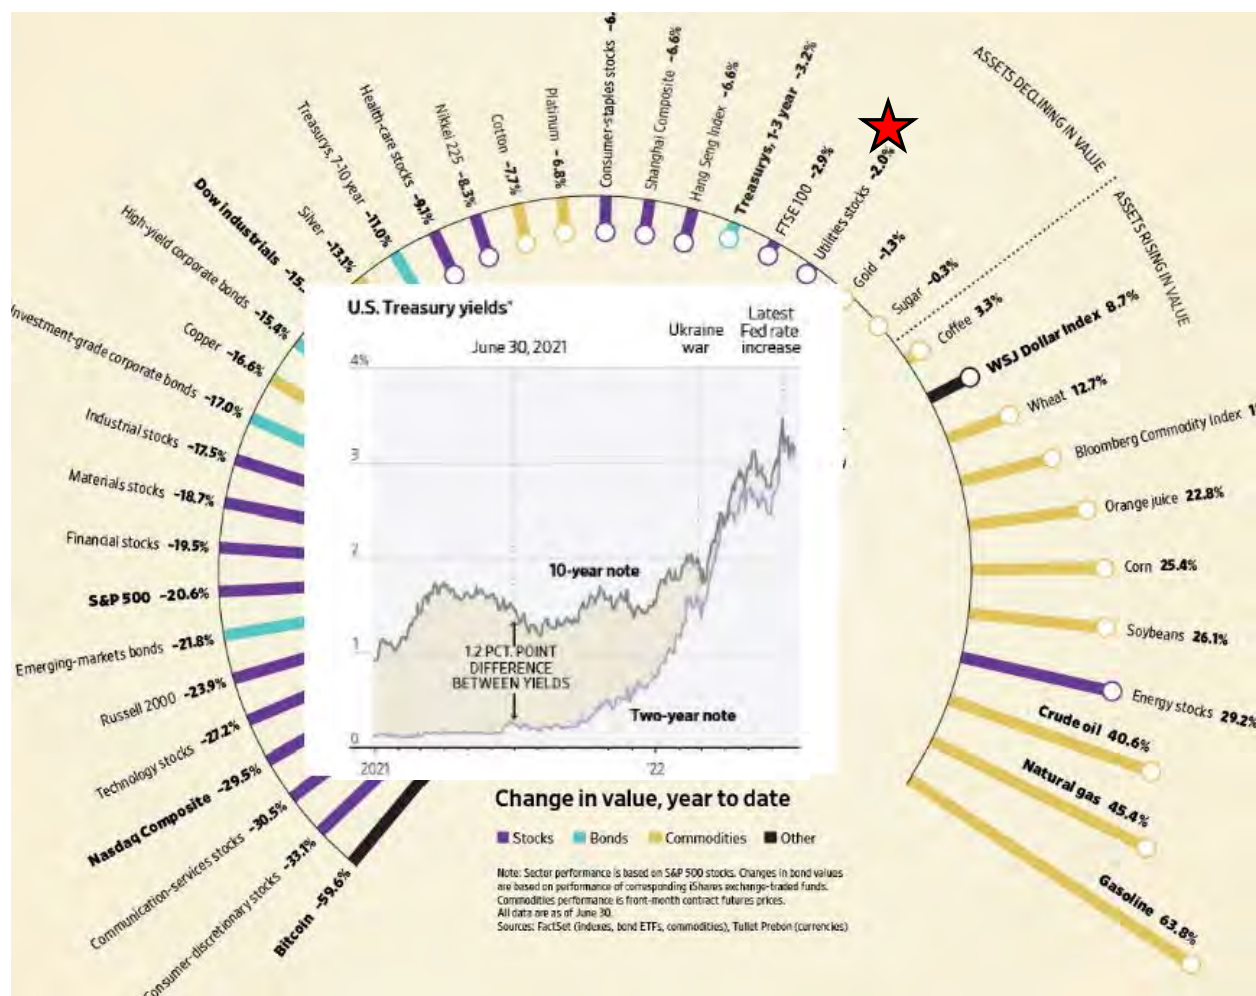 Bitcoin -59.6%
Consumer-discretionary stocks -33.1%
Communication-services stocks -30.5%
Nasdaq Composite -29.5%
Technology stocks -27.2%
Russell 2000 -23.9%
Emerging-markets bonds -21.8%
S&P 500 -20.6%
Financial stocks -19.5%
Materials stocks -18.7%
Industrial stocks -17.5%
Investment-grade corporate bonds -17.0%
Copper -16.6%
High-yield corporate bonds -15.4%
Dow industrials -15.
Silver -13.1%
Treasurys, 7-10 year -11.0%
Health-care stocks -9.1%
Nikkei 225 -8.3%
Cotton -7.7%
Platinum -6.8%
Consumer-staples stocks -6.
Shanghai Composite -6.6%
Hang Seng Index -6.6%
Treasurys, 1-3 year -3.2%
FTSE 100 -2.9%
Utilities stocks -2.0%
Gold -1.3%
Sugar -0.3%
ASSETS DECLINING IN VALUE
ASSETS RISING IN VALUE
Coffee 3.3%
WSJ Dollar Index 8.7%
Wheat 12.7%
Bloomberg Commodity Index 1
Orange juice 22.8%
Corn 25.4%
Soybeans 26.1%
Energy stocks 29.2%
Crude oil 40.6%
Natural gas 45.4%
Gasoline 63.8%
U.S. Treasury yields*
June 30, 2021
Ukraine
war
Latest
Fed rate
increase
4%
3
2
1
0
10-year note
1.2 PCT. POINT
DIFFERENCE
BETWEEN YIELDS
Two-year note
2021
'22
Change in value, year to date
Stocks Bonds Commodities Other
Note: Sector performance is based on S&P 500 stocks. Changes in bond values
are based on performance of corresponding iShares exchange-traded funds.
Commodities performance is front-month contract futures prices.
All data are as of June 30.
Sources: FactSet (indexes, bond ETFs, commodities), Tullet Prebon (currencies)